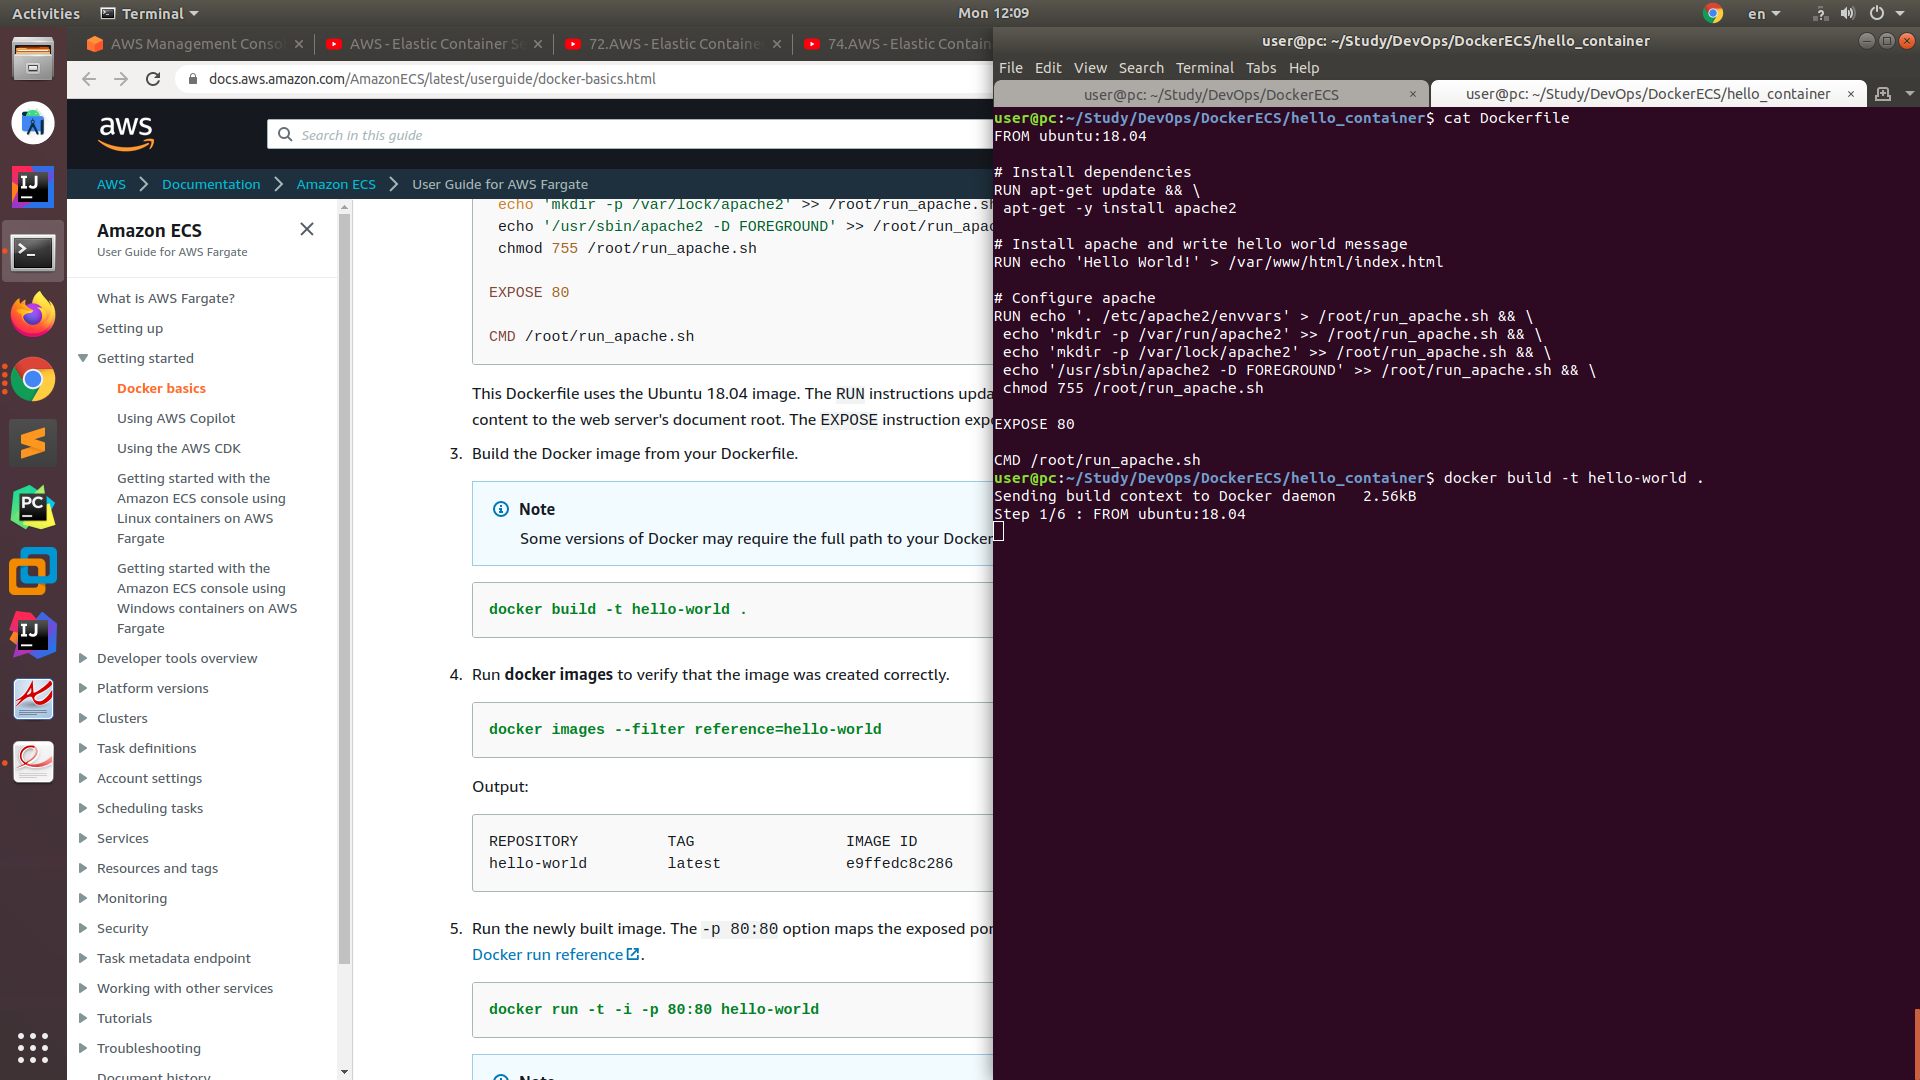 Activities
Terminal
Mon 12:09
en
AWS Management Conso
AWS - Elastic Container Se
72.AWS - Elastic Containe
74.AWS - Elastic Contain
docs.aws.amazon.com/AmazonECS/latest/userguide/docker-basics.html
aws
Search in this guide
AWS
Documentation
Amazon ECS
User Guide for AWS Fargate
Amazon ECS
User Guide for AWS Fargate
What is AWS Fargate?
Setting up
Getting started
Docker basics
Using AWS Copilot
Using the AWS CDK
Getting started with the
Amazon ECS console using
Linux containers on AWS
Fargate
Getting started with the
Amazon ECS console using
Windows containers on AWS
Fargate
Developer tools overview
Platform versions
Clusters
Task definitions
Account settings
Scheduling tasks
Services
Resources and tags
Monitoring
Security
Task metadata endpoint
Working with other services
Tutorials
Troubleshooting
Document history
echo 'mkdir -p /var/lock/apache2' >> /root/run_apache.sh
echo '/usr/sbin/apache2 -D FOREGROUND' >> /root/run_apac
chmod 755 /root/run_apache.sh
EXPOSE 80
CMD /root/run_apache.sh
This Dockerfile uses the Ubuntu 18.04 image. The RUN instructions upda
content to the web server's document root. The EXPOSE instruction exp
3. Build the Docker image from your Dockerfile.
Note
Some versions of Docker may require the full path to your Docker
docker build -t hello-world .
4. Run docker images to verify that the image was created correctly.
docker images --filter reference=hello-world
Output:
REPOSITORY TAG IMAGE ID
hello-world latest e9ffedc8c286
5. Run the newly built image. The -p 80:80 option maps the exposed por
Docker run reference.
docker run -t -i -p 80:80 hello-world
Note
user@pc: ~/Study/DevOps/DockerECS/hello_container
File Edit View Search Terminal Tabs Help
user@pc: ~/Study/DevOps/DockerECS
user@pc: ~/Study/DevOps/DockerECS/hello_container
user@pc:~/Study/DevOps/DockerECS/hello_container$ cat Dockerfile
FROM ubuntu:18.04
# Install dependencies
RUN apt-get update && \
apt-get -y install apache2
# Install apache and write hello world message
RUN echo 'Hello World!' > /var/www/html/index.html
# Configure apache
RUN echo '. /etc/apache2/envvars' > /root/run_apache.sh && \
echo 'mkdir -p /var/run/apache2' >> /root/run_apache.sh && \
echo 'mkdir -p /var/lock/apache2' >> /root/run_apache.sh && \
echo '/usr/sbin/apache2 -D FOREGROUND' >> /root/run_apache.sh && \
chmod 755 /root/run_apache.sh
EXPOSE 80
CMD /root/run_apache.sh
user@pc:~/Study/DevOps/DockerECS/hello_container$ docker build -t hello-world .
Sending build context to Docker daemon 2.56kB
Step 1/6 : FROM ubuntu:18.04